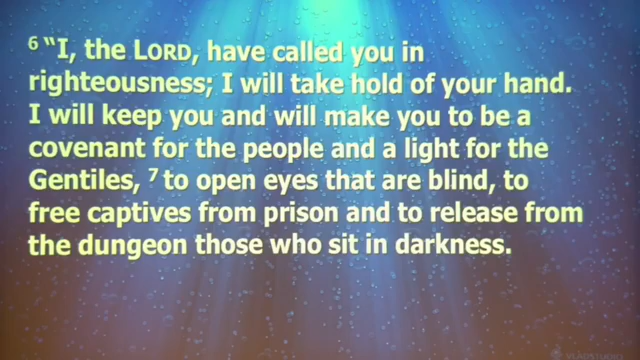 6 “I, the LORD, have called you in
righteousness; I will take hold of your hand.
I will keep you and will make you to be a
covenant for the people and a light for the
Gentiles, 7 to open eyes that are blind, to
free captives from prison and to release from
the dungeon those who sit in darkness.